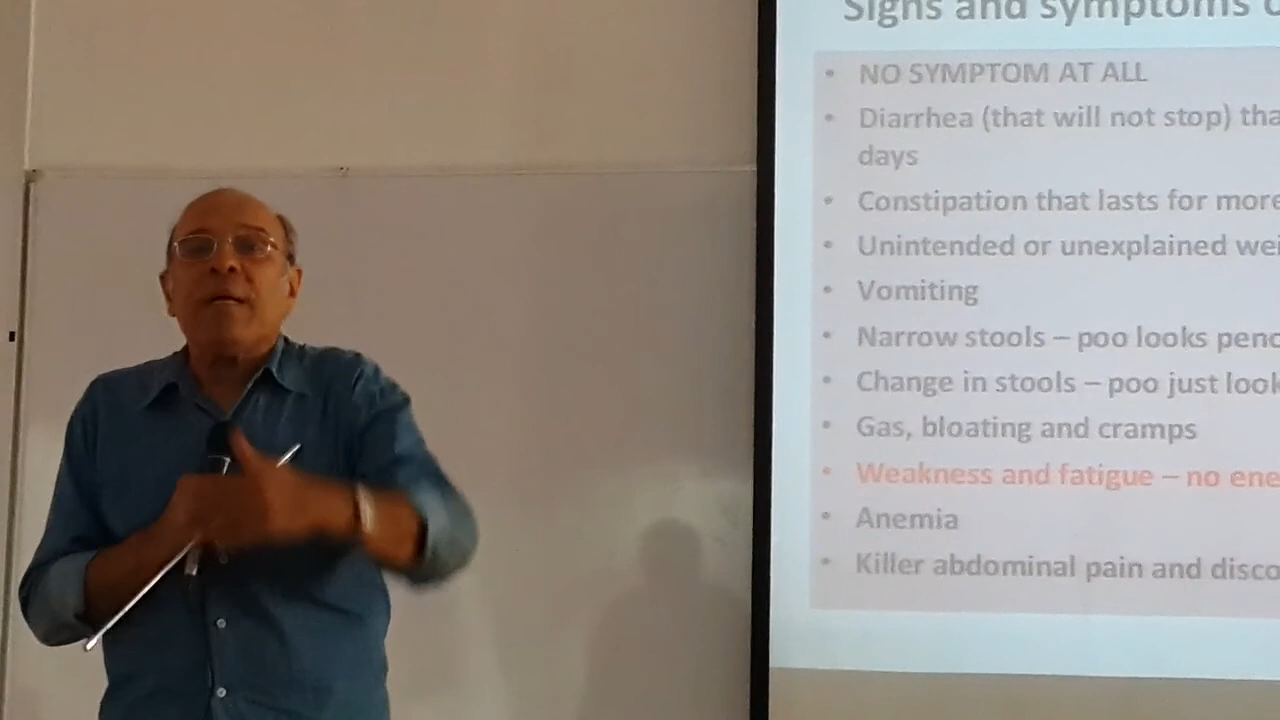 Signs and symptoms
• NO SYMPTOM AT ALL
• Diarrhea (that will not stop)
days
• Constipation that lasts for more
• Unintended or unexplained
• Vomiting
• Narrow stools – poo looks
• Change in stools – poo just
• Gas, bloating and cramps
• Weakness and fatigue – no
• Anemia
• Killer abdominal pain and